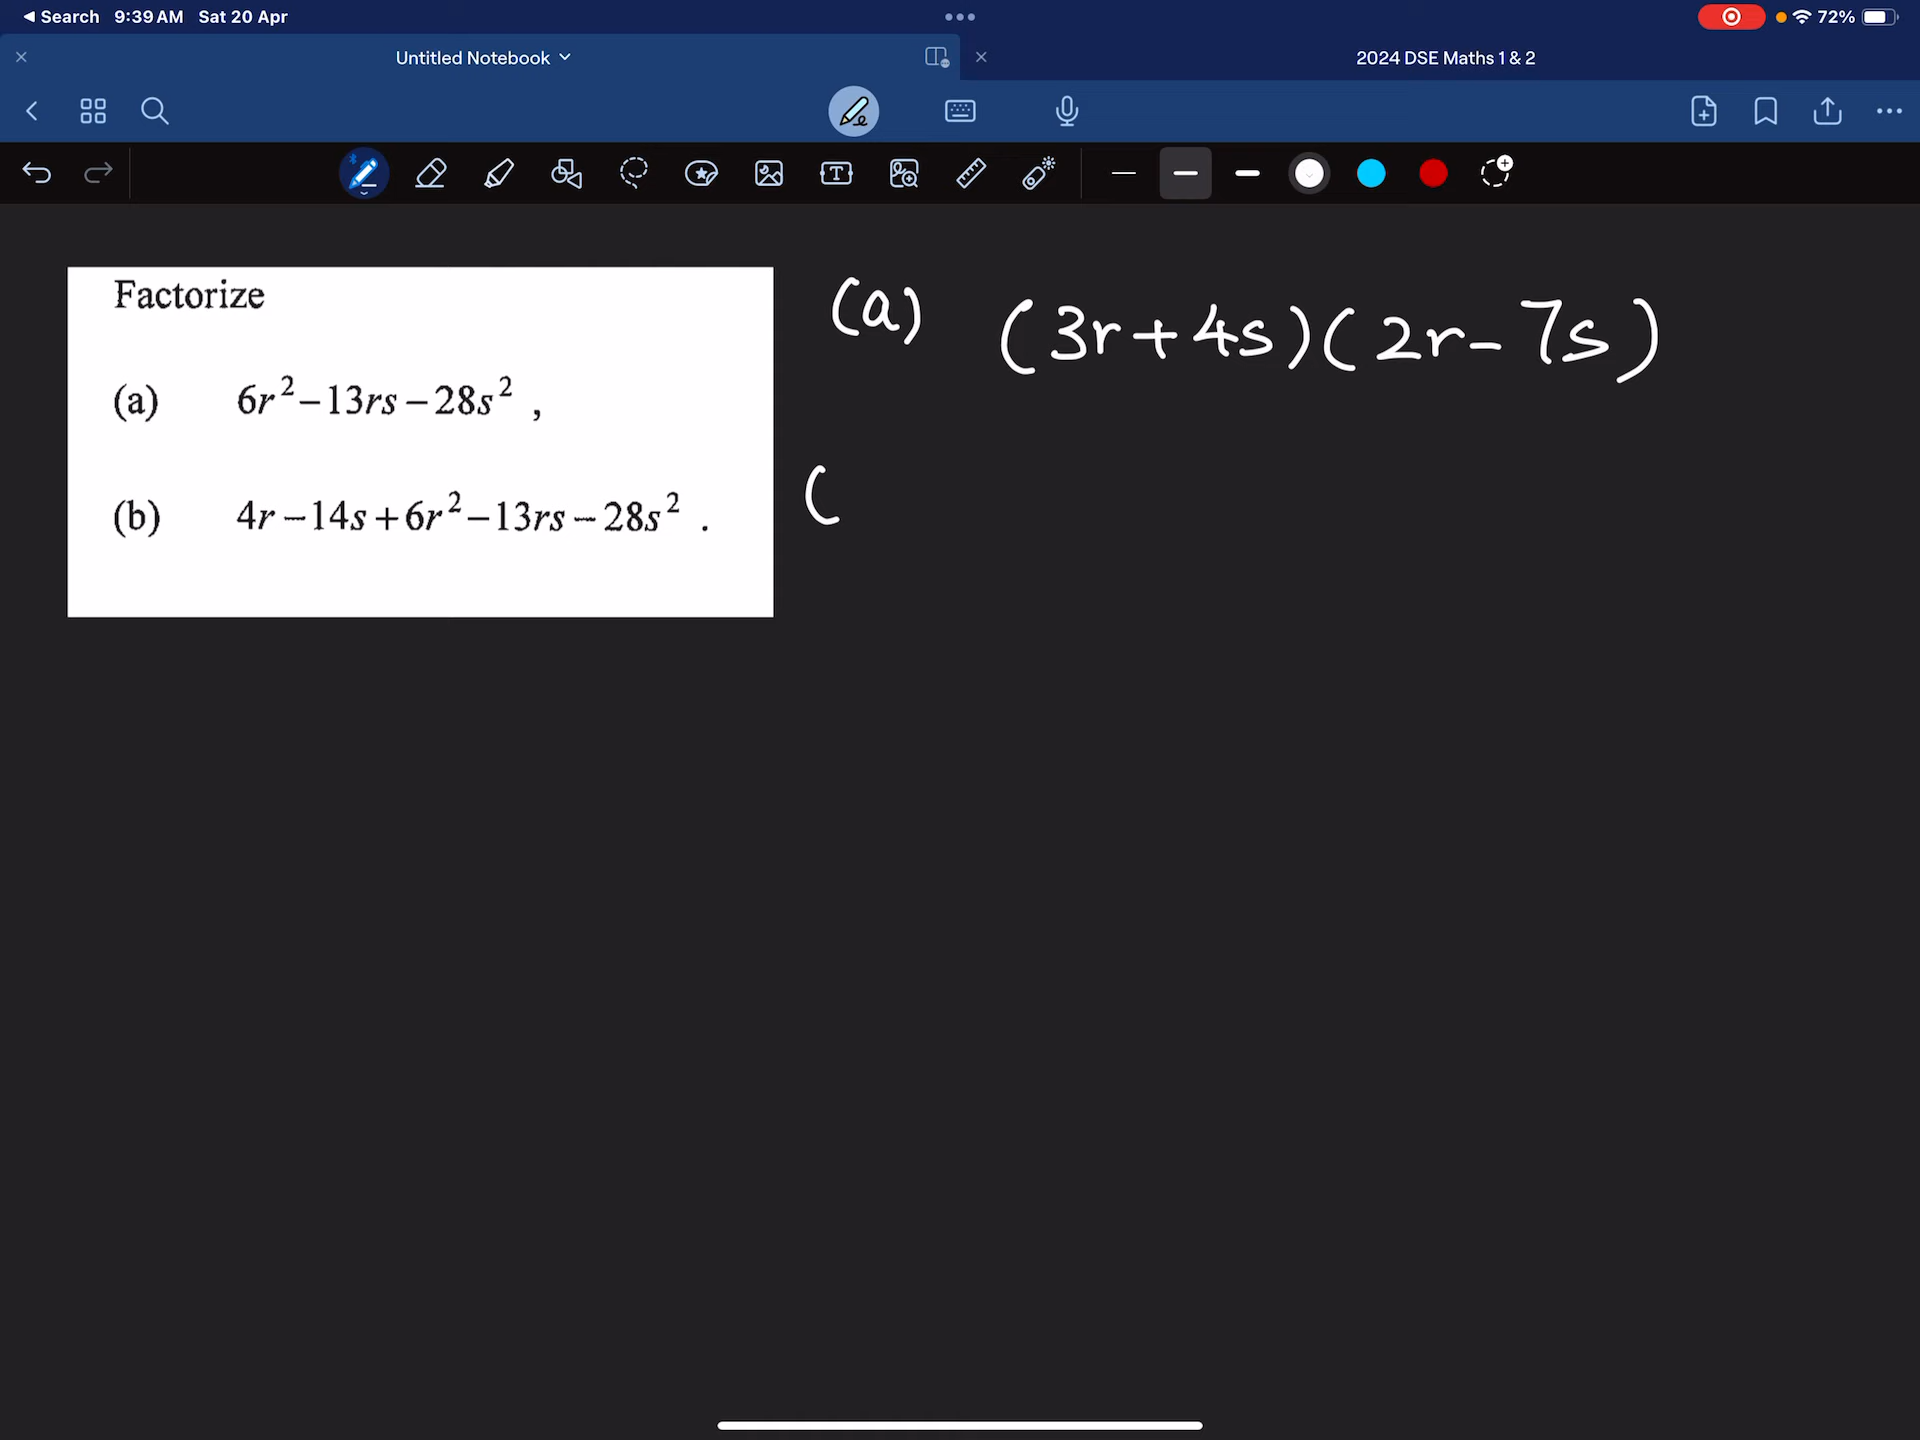 Search 9:39 AM Sat 20 Apr 72%
Untitled Notebook 2024 DSE Maths 1 & 2
Factorize
(a) 6r² – 13rs – 28s² ,
(b) 4r – 14s + 6r² – 13rs – 28s² .
(a) (3r + 4s)(2r – 7s)
(